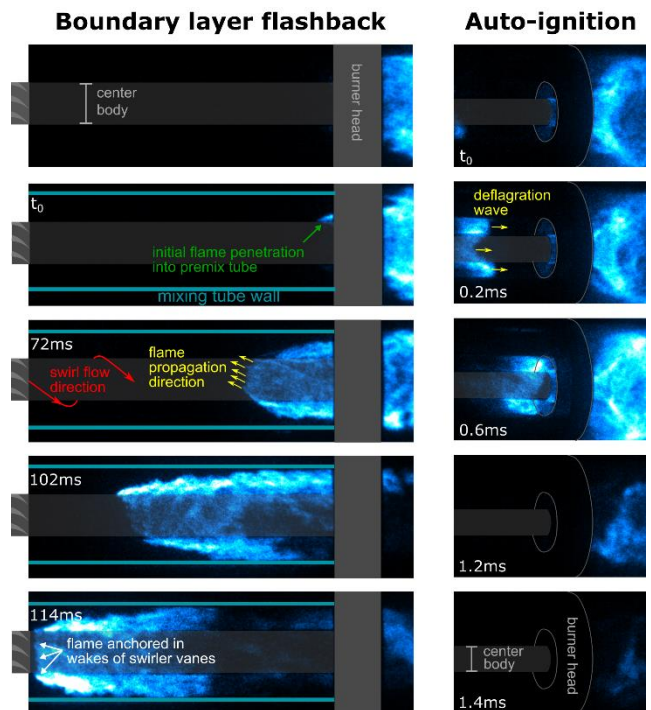 Boundary layer flashback
center
body
burner head
t0
initial flame penetration
into premix tube
mixing tube wall
72ms
swirl flow
direction
flame
propagation
direction
102ms
114ms
flame anchored in
wakes of swirler vanes
Auto-ignition
t0
deflagration
wave
0.2ms
0.6ms
1.2ms
center
body
burner head
1.4ms